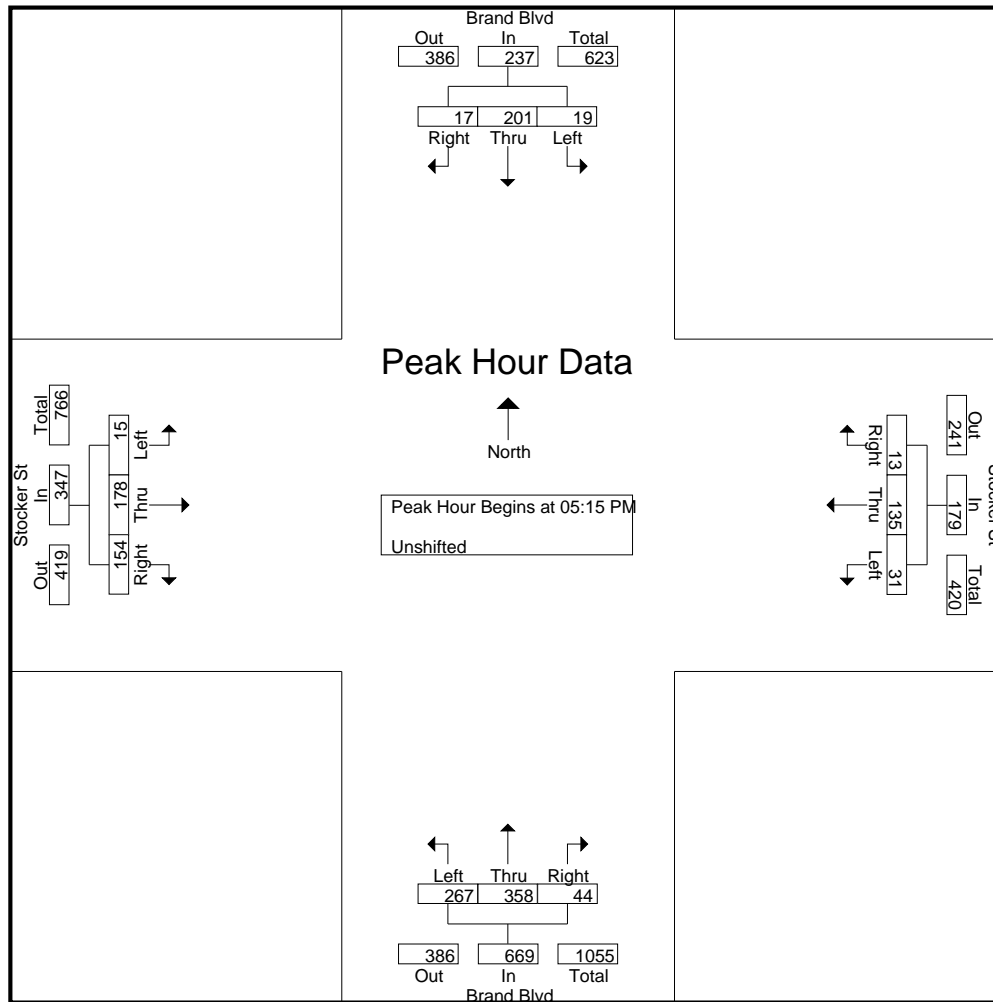 Brand Blvd
Out In Total
386 237 623
17 201 19
Right Thru Left
Peak Hour Data
North
Peak Hour Begins at 05:15 PM
Unshifted
Stocker St
Total In Out
766 347 419
15 178 154
Left Thru Right
Stocker St
Out In Total
241 179 420
13 135 31
Right Thru Left
Left Thru Right
267 358 44
386 669 1055
Out In Total
Brand Blvd